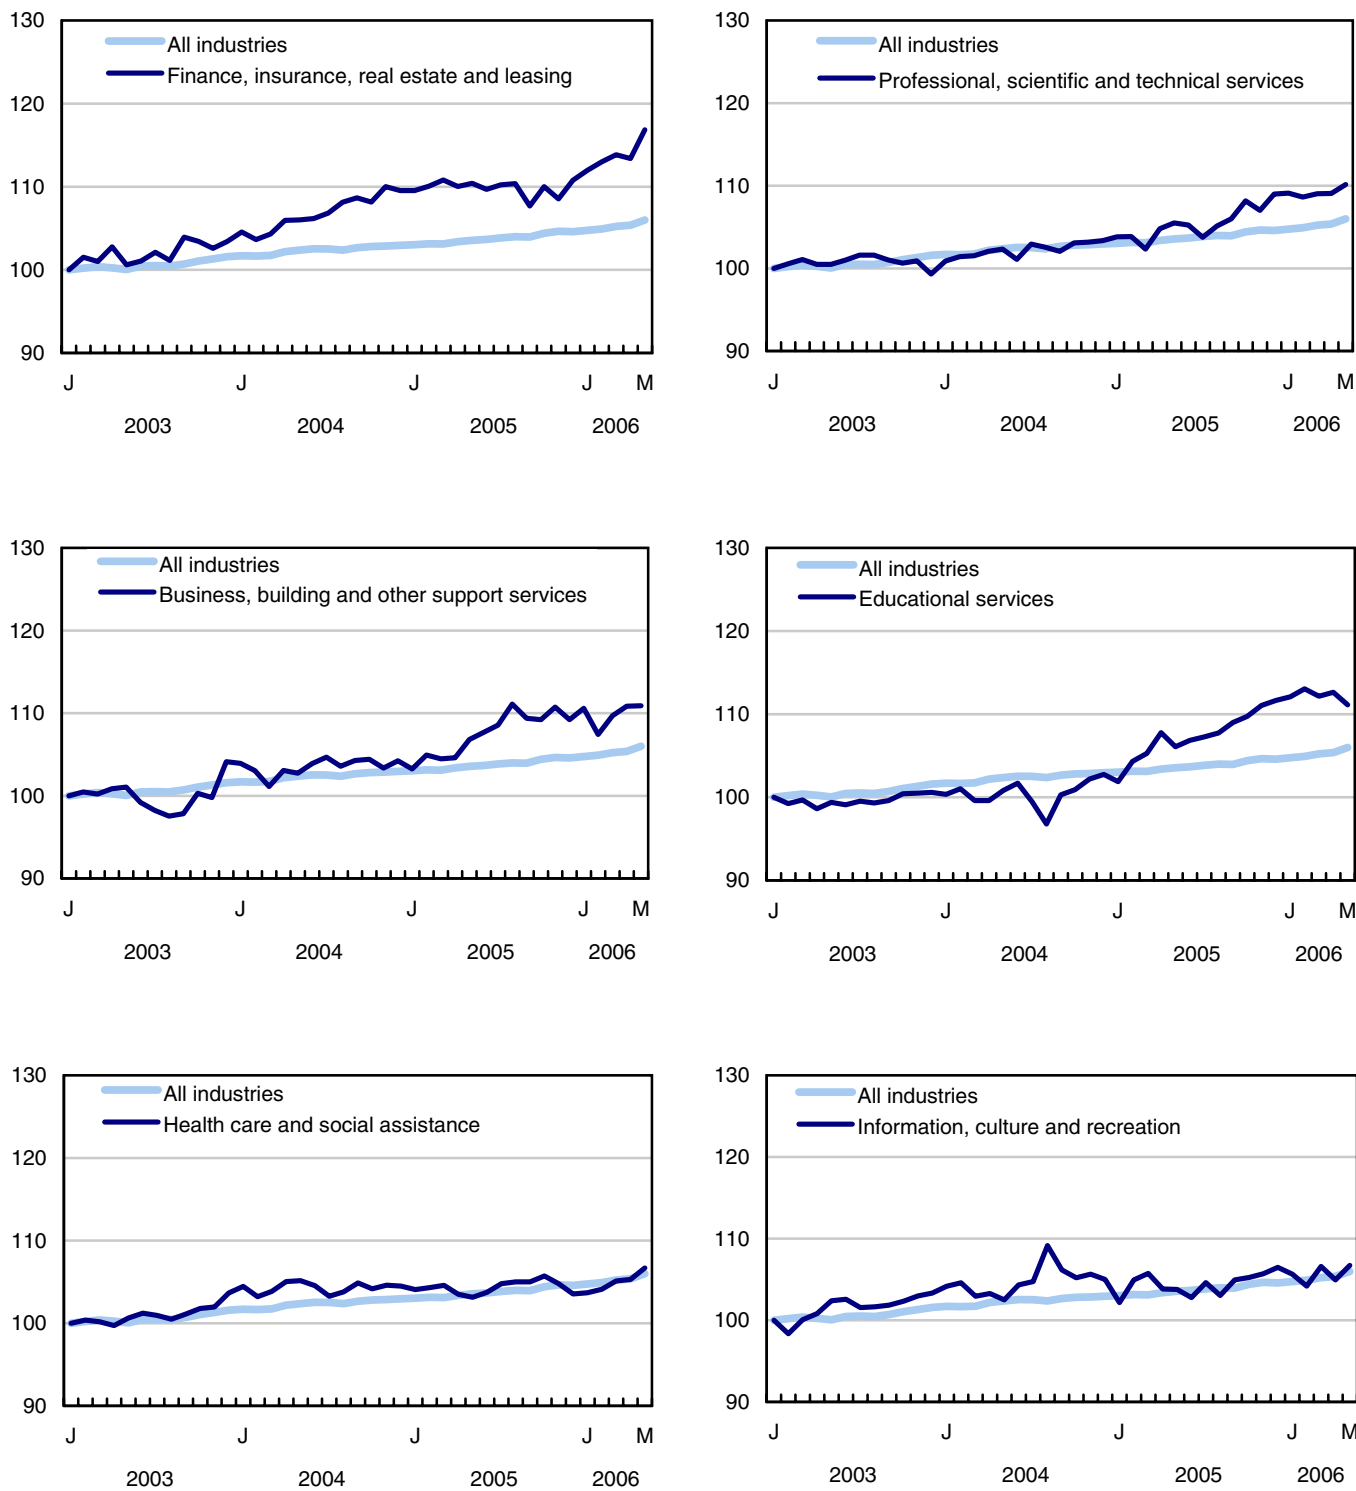 130
All industries
Finance, insurance, real estate and leasing
120
110
100
90
J J J J M
2003 2004 2005 2006
130
All industries
Professional, scientific and technical services
120
110
100
90
J J J J M
2003 2004 2005 2006
130
All industries
Business, building and other support services
120
110
100
90
J J J J M
2003 2004 2005 2006
130
All industries
Educational services
120
110
100
90
J J J J M
2003 2004 2005 2006
130
All industries
Health care and social assistance
120
110
100
90
J J J J M
2003 2004 2005 2006
130
All industries
Information, culture and recreation
120
110
100
90
J J J J M
2003 2004 2005 2006